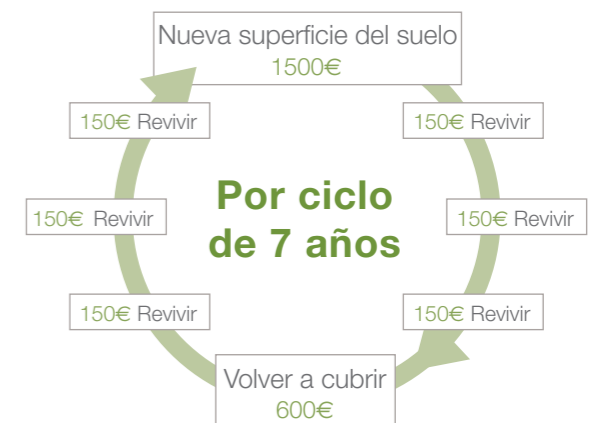 Nueva superficie del suelo
1500€
150€ Revivir
150€ Revivir
150€ Revivir
150€ Revivir
Por ciclo
de 7 años
150€ Revivir
150€ Revivir
Volver a cubrir
600€